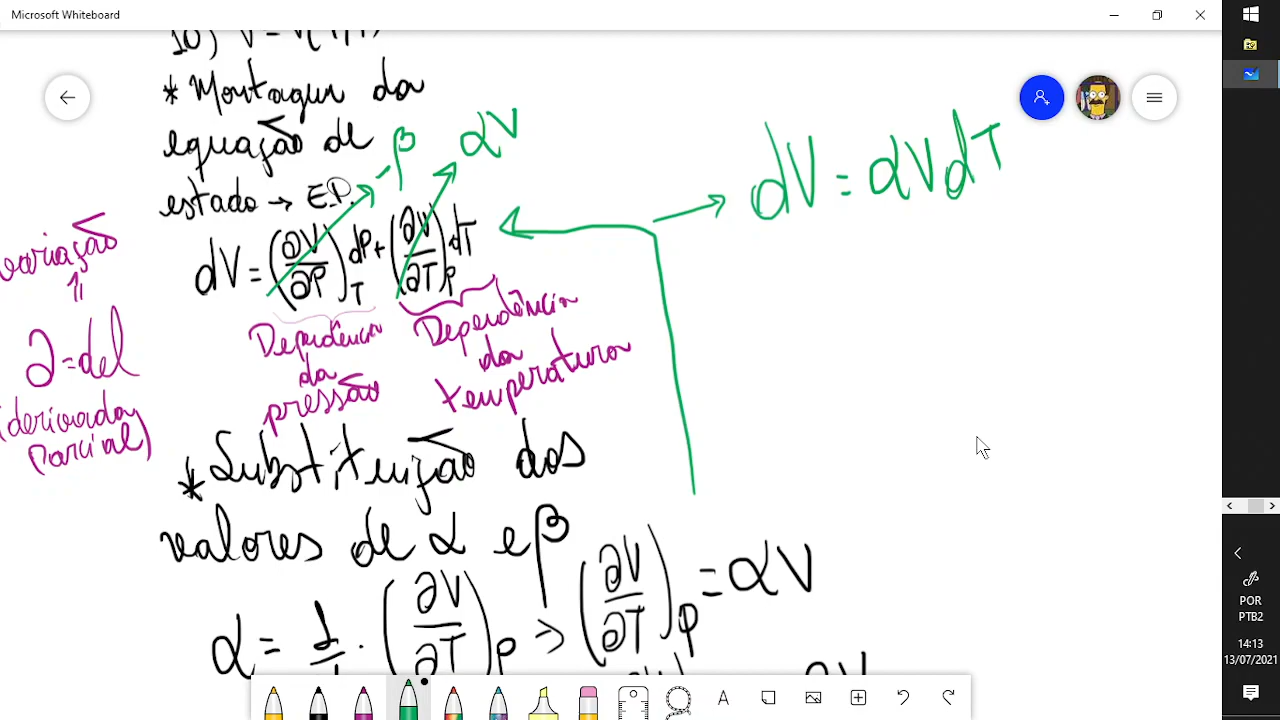 Microsoft Whiteboard
* Montagem da
equação de
estado → E.P.
-β
αV
dV = (∂V/∂P)T dP + (∂V/∂T)P dT
Dependência
da
pressão
Dependência
da
temperatura
variação
∂ = del
(derivada
parcial)
dV = αVdT
* Substituição dos
valores de α e β
α = 1/ · (∂V/∂T)P → (∂V/∂T)P = αV
POR
PTB2
14:13
13/07/2021